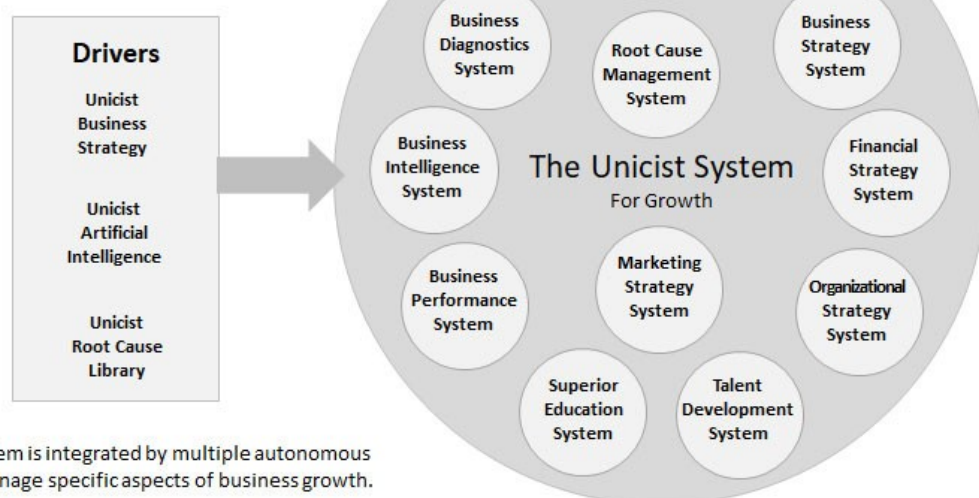 Drivers
Unicist
Business
Strategy
Unicist
Artificial
Intelligence
Unicist
Root Cause
Library
Business
Diagnostics
System
Root Cause
Management
System
Business
Strategy
System
Business
Intelligence
System
The Unicist System
For Growth
Financial
Strategy
System
Business
Performance
System
Marketing
Strategy
System
Organizational
Strategy
System
Superior
Education
System
Talent
Development
System
is integrated by multiple autonomous
specific aspects of business growth.